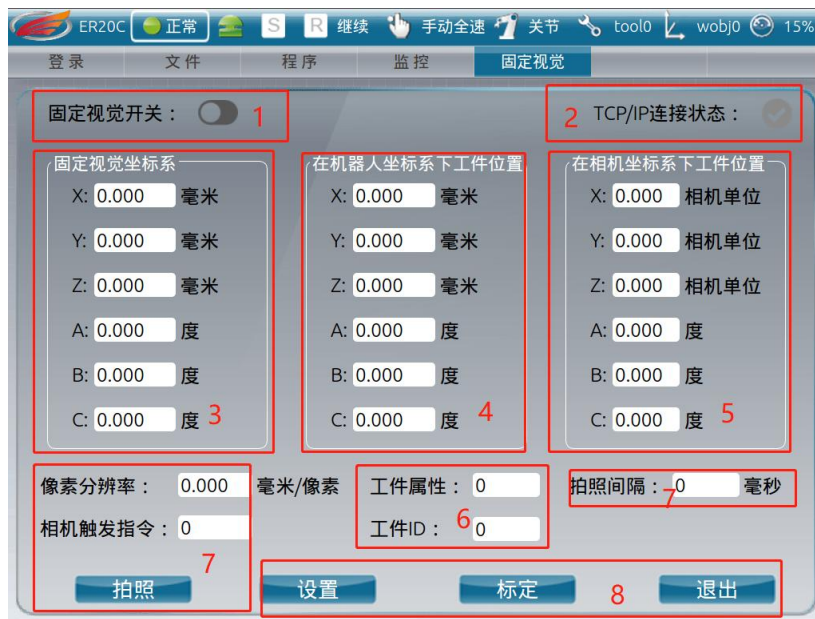 ER20C 正常 S R 继续 手动全速 关节 tool0 wobj0 15%
登录 文件 程序 监控 固定视觉
固定视觉开关： 1 2 TCP/IP连接状态：
固定视觉坐标系 在机器人坐标系下工件位置 在相机坐标系下工件位置
X: 0.000 毫米 X: 0.000 毫米 X: 0.000 相机单位
Y: 0.000 毫米 Y: 0.000 毫米 Y: 0.000 相机单位
Z: 0.000 毫米 Z: 0.000 毫米 Z: 0.000 相机单位
A: 0.000 度 A: 0.000 度 A: 0.000 度
B: 0.000 度 B: 0.000 度 B: 0.000 度
C: 0.000 度 3 C: 0.000 度 4 C: 0.000 度 5
像素分辨率： 0.000 毫米/像素 工件属性： 0 拍照间隔： 7 0 毫秒
相机触发指令： 0 工件ID： 6 0
7
拍照 设置 标定 8 退出